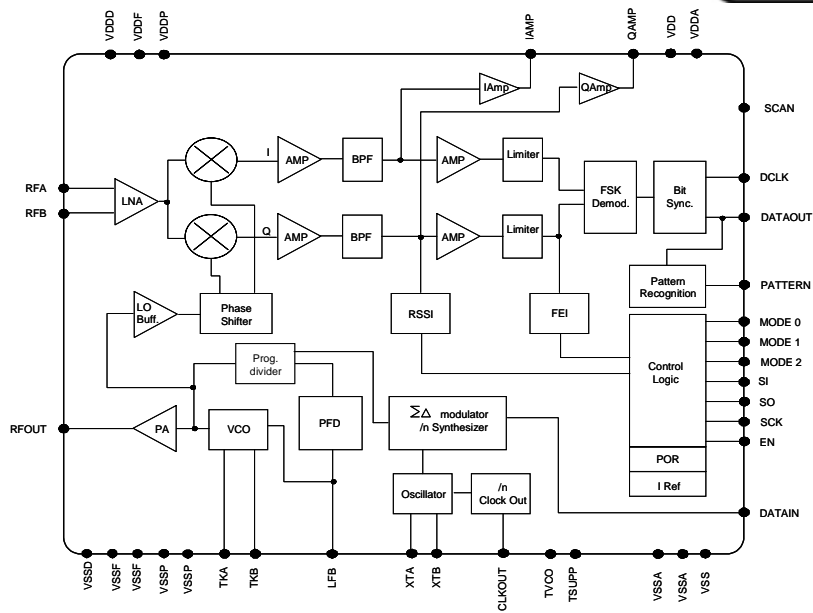 VDDD
VDDF
VDDP
IAMP
QAMP
VDD
VDDA
IAmp
QAmp
SCAN
I
AMP
BPF
AMP
Limiter
DCLK
RFA
LNA
FSK
Demod.
Bit
Sync.
RFB
DATAOUT
Q
AMP
BPF
AMP
Limiter
Pattern
Recognition
PATTERN
LO
Buff.
Phase
Shifter
RSSI
FEI
MODE 0
MODE 1
Prog.
divider
Control
Logic
MODE 2
SI
SO
RFOUT
PA
VCO
PFD
ΣΔ modulator
/n Synthesizer
SCK
EN
POR
Oscillator
/n
Clock Out
I Ref
DATAIN
VSSD
VSSF
VSSF
VSSP
VSSP
TKA
TKB
LFB
XTA
XTB
CLKOUT
TVCO
TSUPP
VSSA
VSSA
VSS